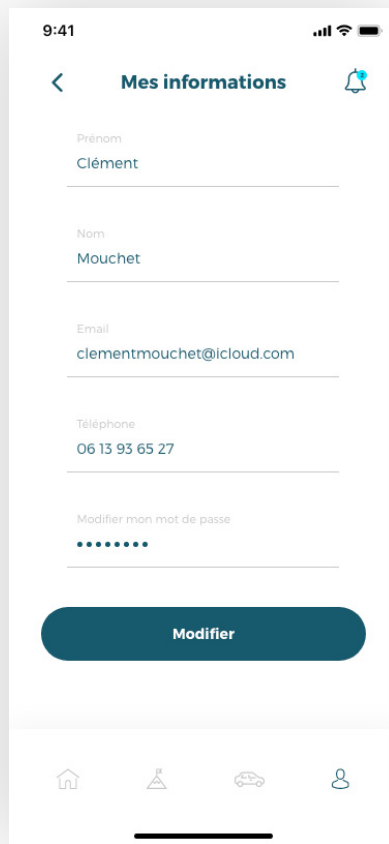 9:41
Mes informations
Prénom
Clément
Nom
Mouchet
Email
clementmouchet@icloud.com
Téléphone
06 13 93 65 27
Modifier mon mot de passe
••••••••
Modifier